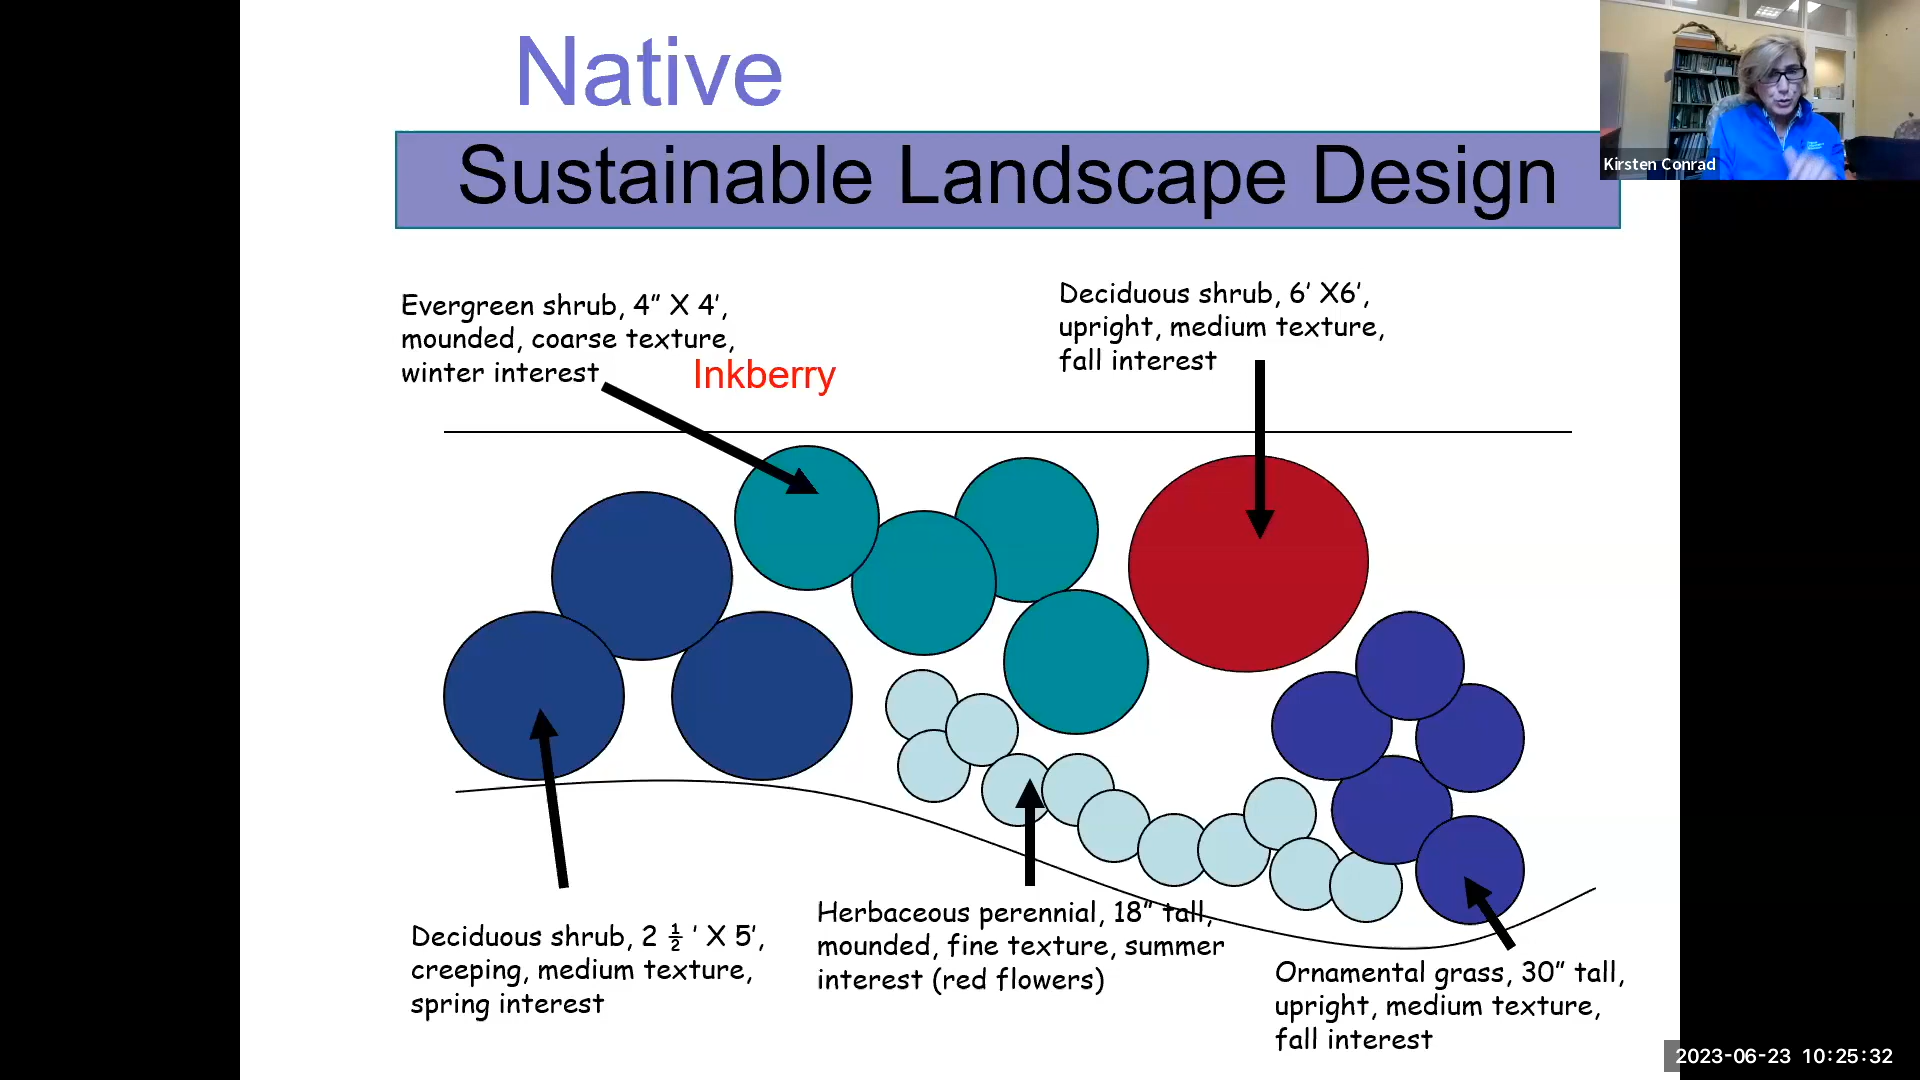 Native
Sustainable Landscape Design
Kirsten Conrad
Evergreen shrub, 4” X 4’,
mounded, coarse texture,
winter interest
Inkberry
Deciduous shrub, 6’ X6’,
upright, medium texture,
fall interest
Deciduous shrub, 2 ½ ’ X 5’,
creeping, medium texture,
spring interest
Herbaceous perennial, 18” tall,
mounded, fine texture, summer
interest (red flowers)
Ornamental grass, 30” tall,
upright, medium texture,
fall interest
2023-06-23 10:25:32